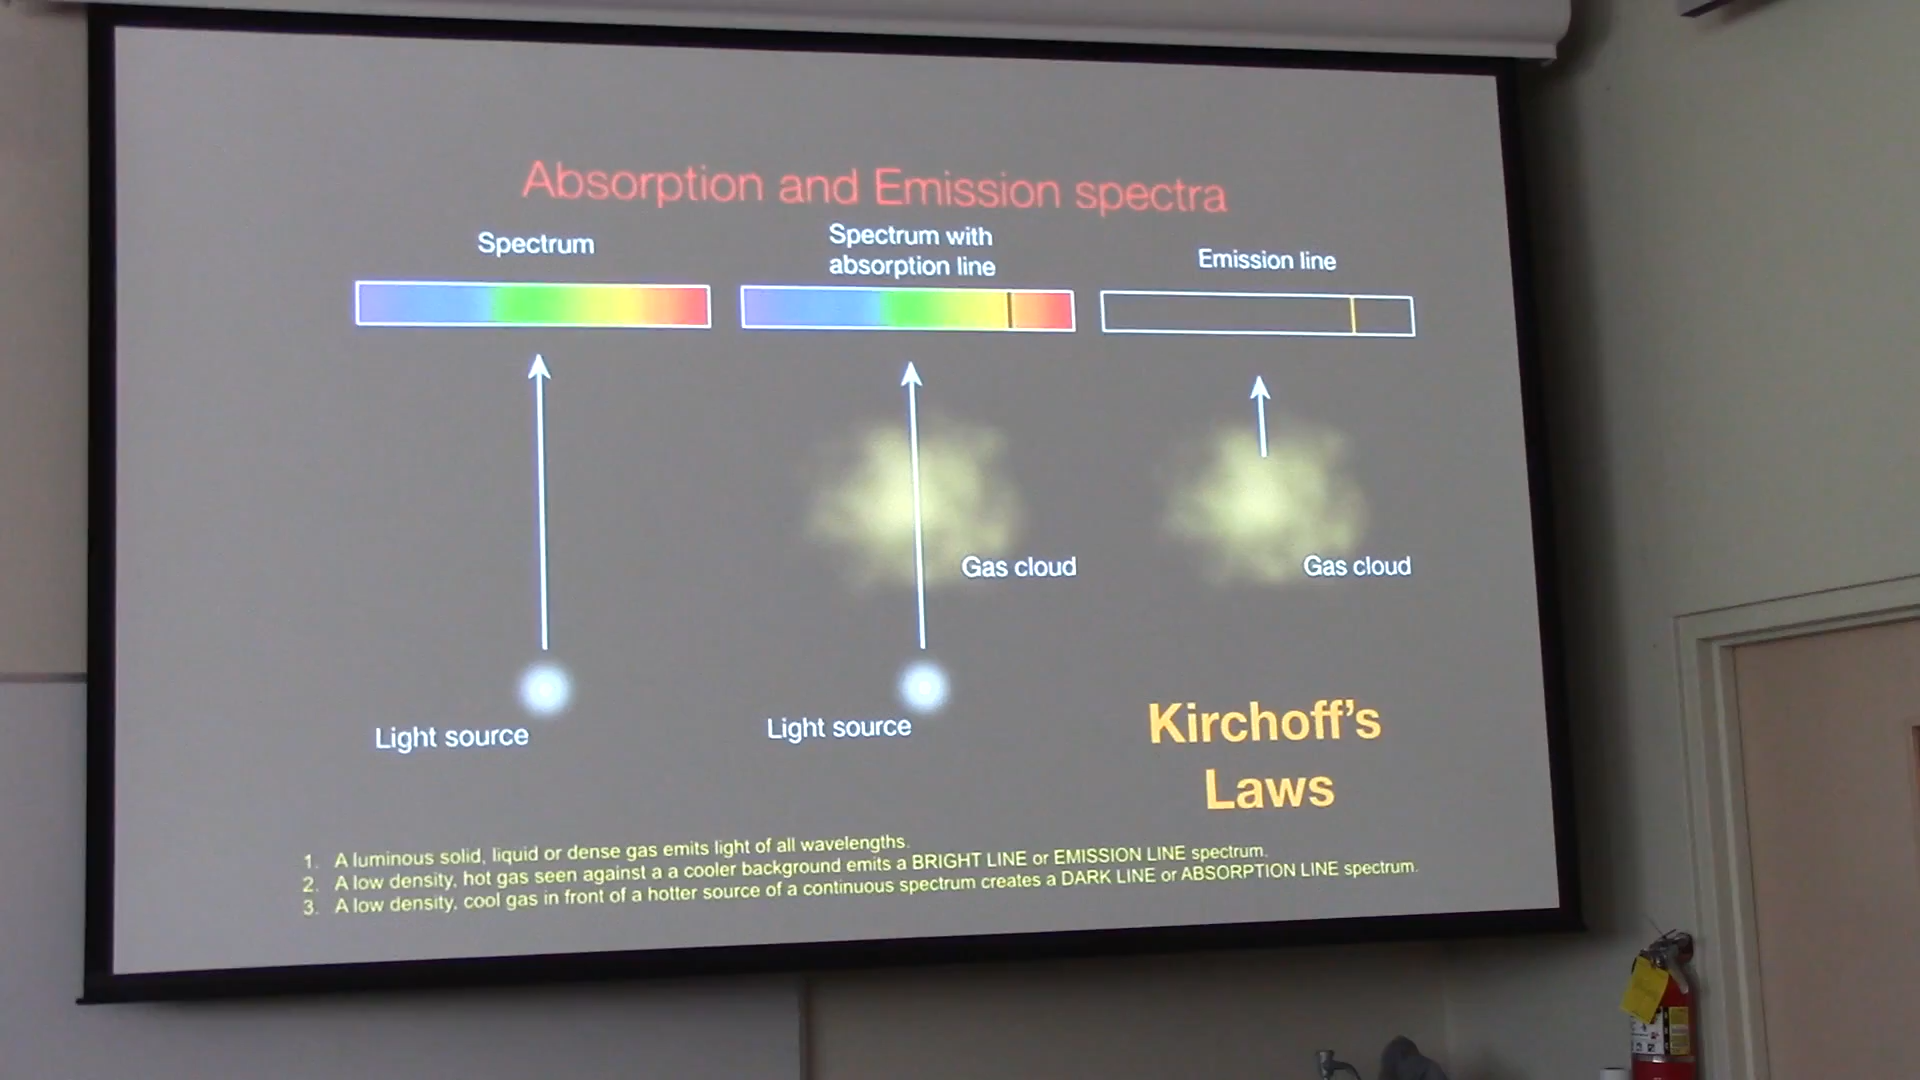 Absorption and Emission spectra
Spectrum
Spectrum with
absorption line
Emission line
Gas cloud
Gas cloud
Light source
Light source
Kirchoff's
Laws
1. A luminous solid, liquid or dense gas emits light of all wavelengths.
2. A low density, hot gas seen against a a cooler background emits a BRIGHT LINE or EMISSION LINE spectrum.
3. A low density, cool gas in front of a hotter source of a continuous spectrum creates a DARK LINE or ABSORPTION LINE spectrum.